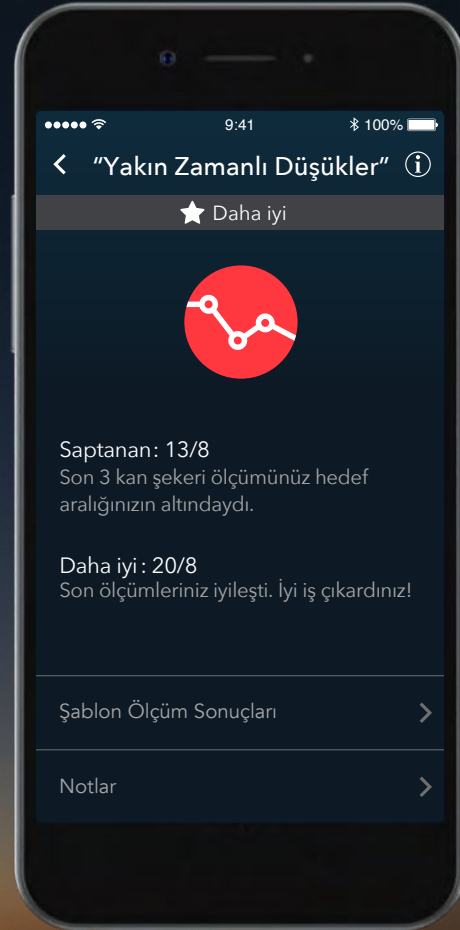 9:41
100%
“Yakın Zamanlı Düşükler”
Daha iyi
Saptanan: 13/8
Son 3 kan şekeri ölçümünüz hedef
aralığınızın altındaydı.
Daha iyi : 20/8
Son ölçümleriniz iyileşti. İyi iş çıkardınız!
Şablon Ölçüm Sonuçları
Notlar